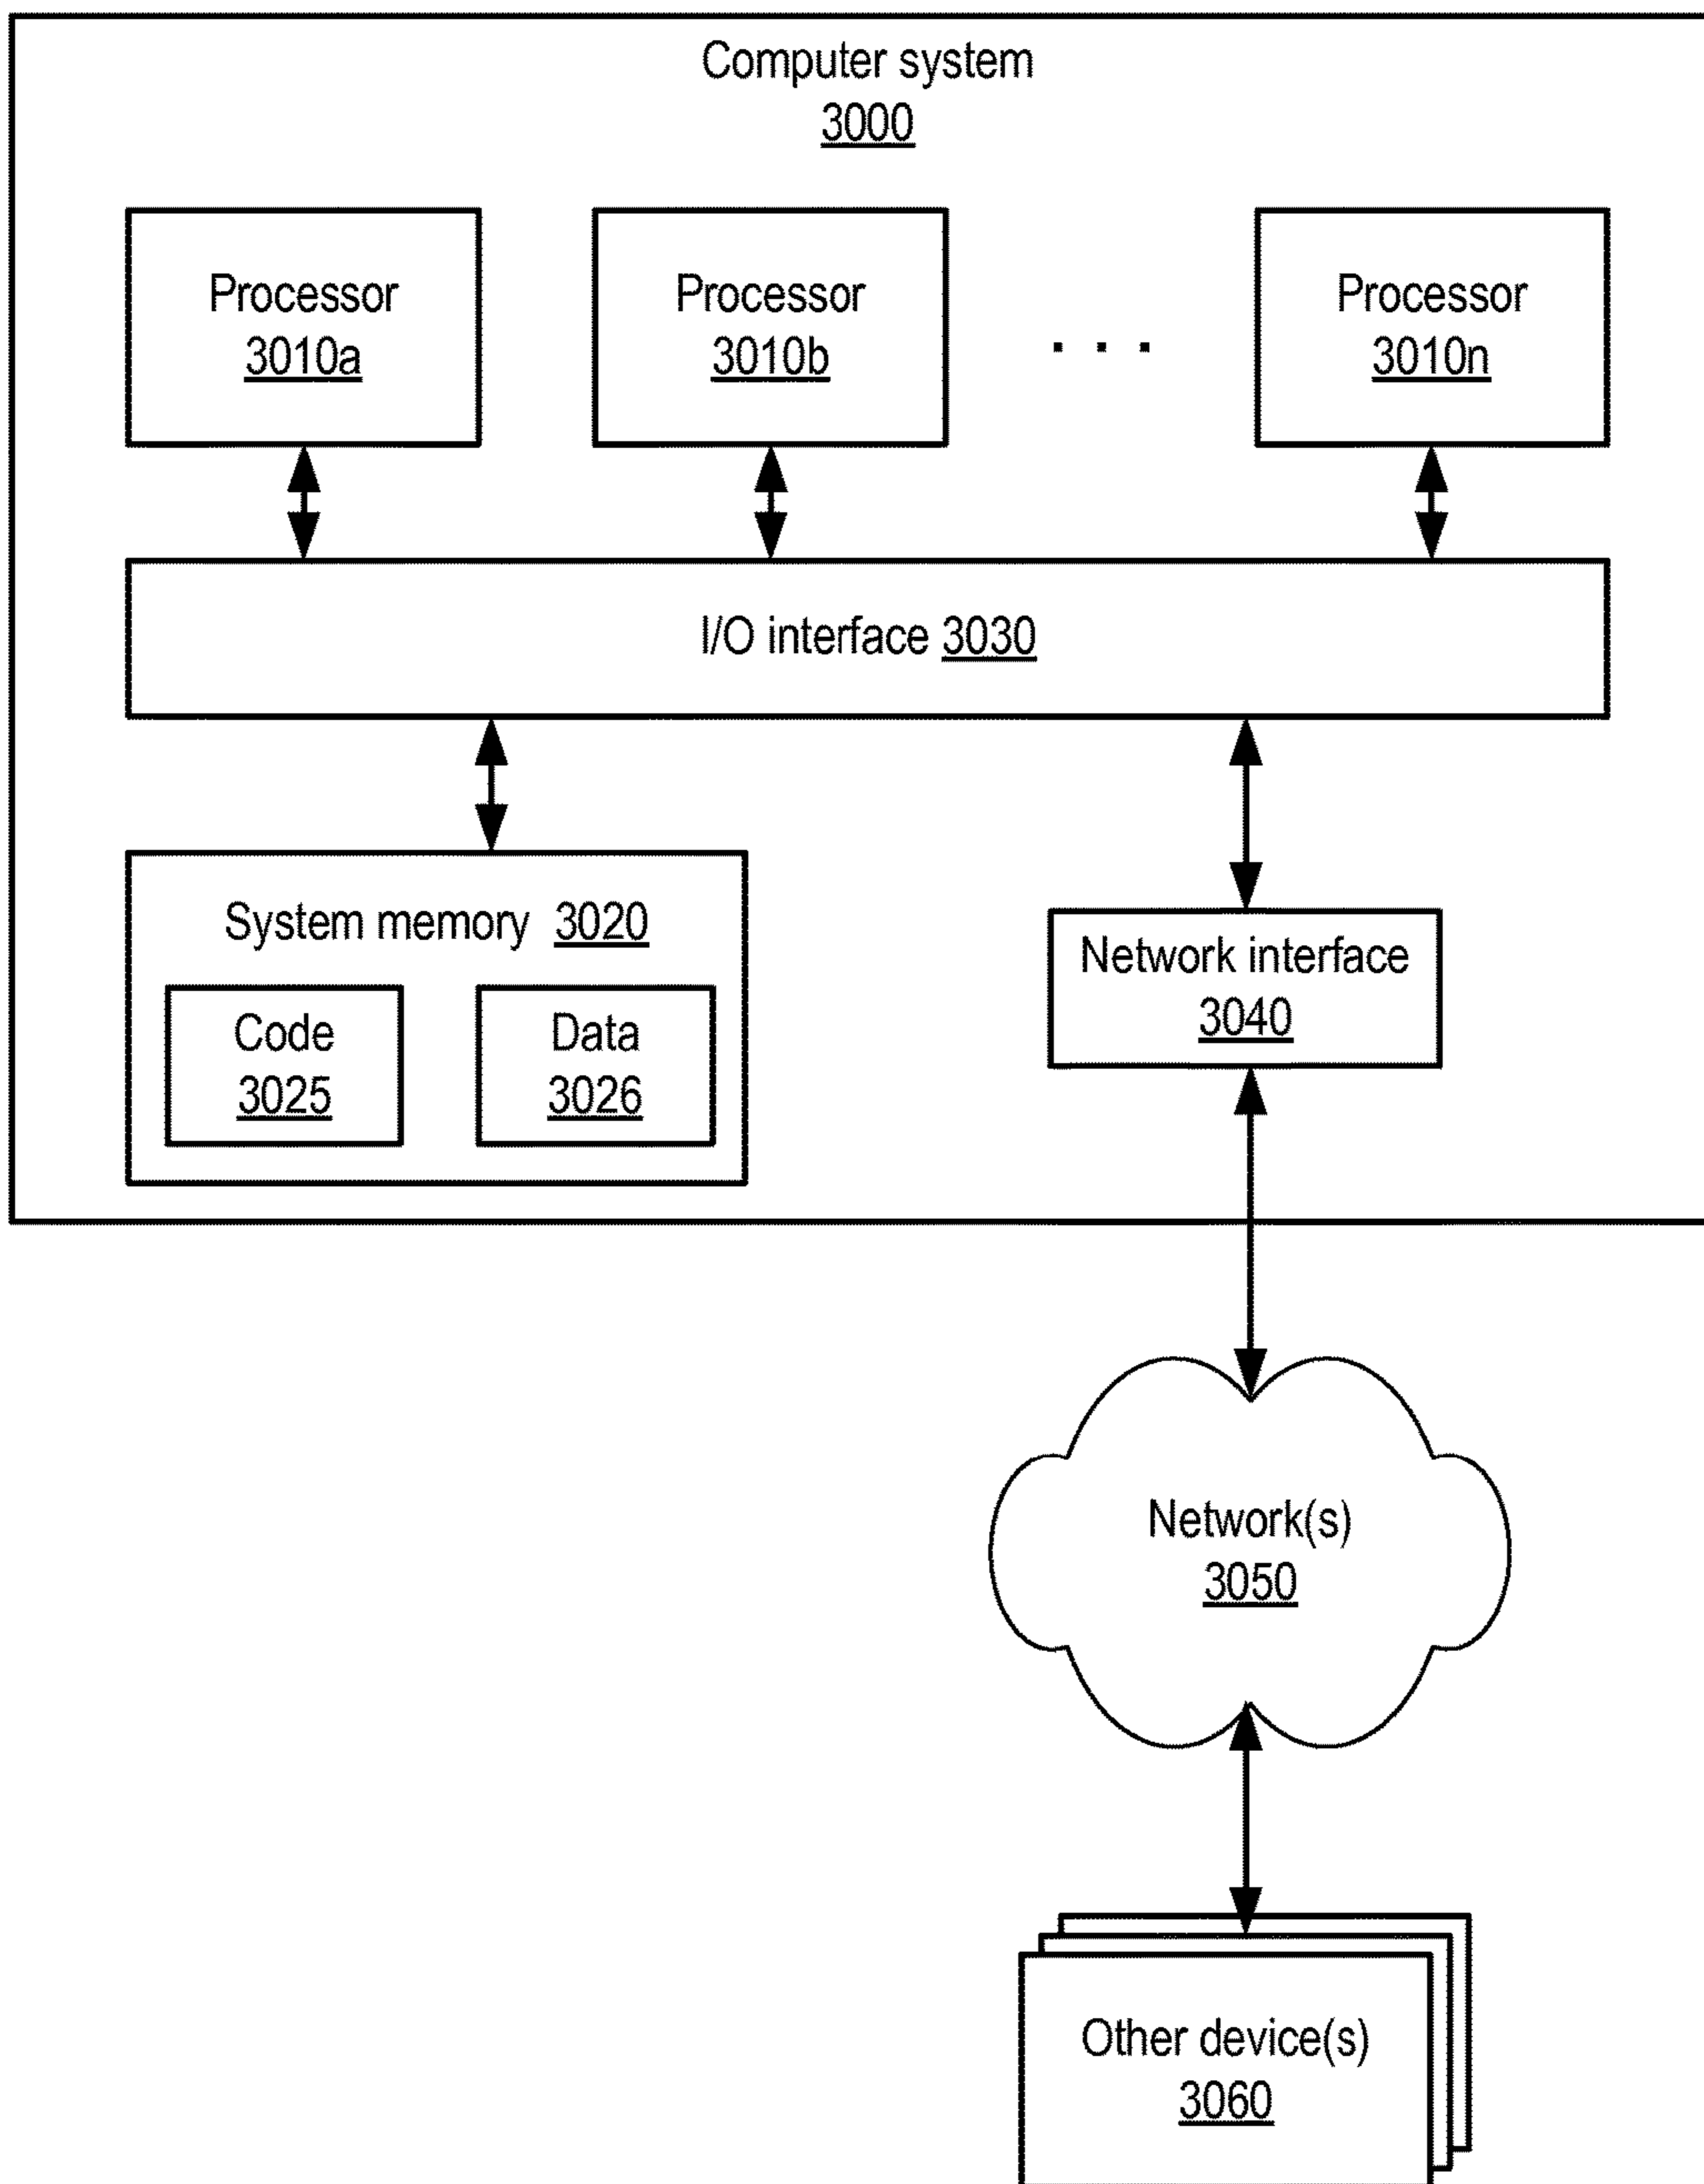 Computer system
3000
Processor
3010a
Processor
3010b
. . .
Processor
3010n
I/O interface 3030
System memory 3020
Code
3025
Data
3026
Network interface
3040
Network(s)
3050
Other device(s)
3060